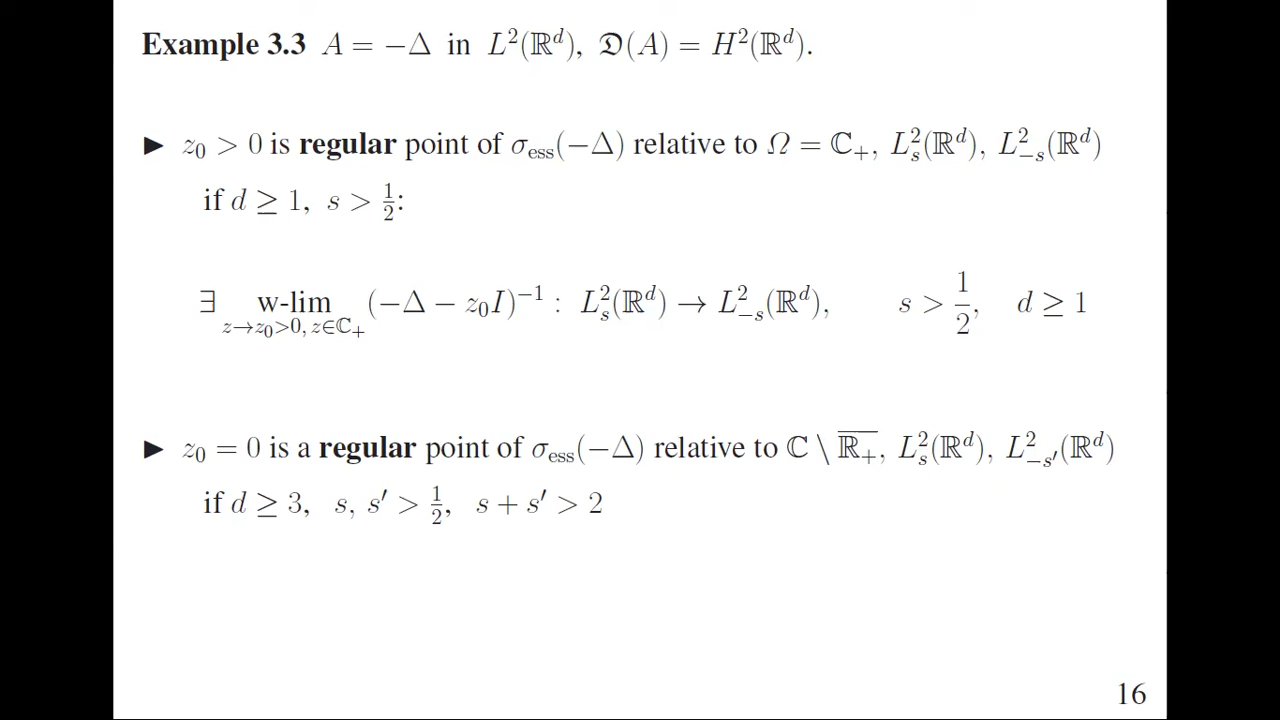 Example 3.3 A = −Δ in L²(ℝᵈ), 𝔇(A) = H²(ℝᵈ).
▶ z₀ > 0 is regular point of σ_ess(−Δ) relative to Ω = ℂ₊, L²_s(ℝᵈ), L²_{−s}(ℝᵈ)
if d ≥ 1, s > 1/2:
∃ w-lim_{z→z₀>0, z∈ℂ₊} (−Δ − z₀I)⁻¹ : L²_s(ℝᵈ) → L²_{−s}(ℝᵈ), s > 1/2, d ≥ 1
▶ z₀ = 0 is a regular point of σ_ess(−Δ) relative to ℂ \ \overline{ℝ₊}, L²_s(ℝᵈ), L²_{−s′}(ℝᵈ)
if d ≥ 3, s, s′ > 1/2, s + s′ > 2
16